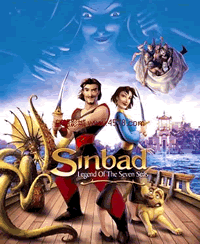 Sinbad
Legend Of The Seven Seas